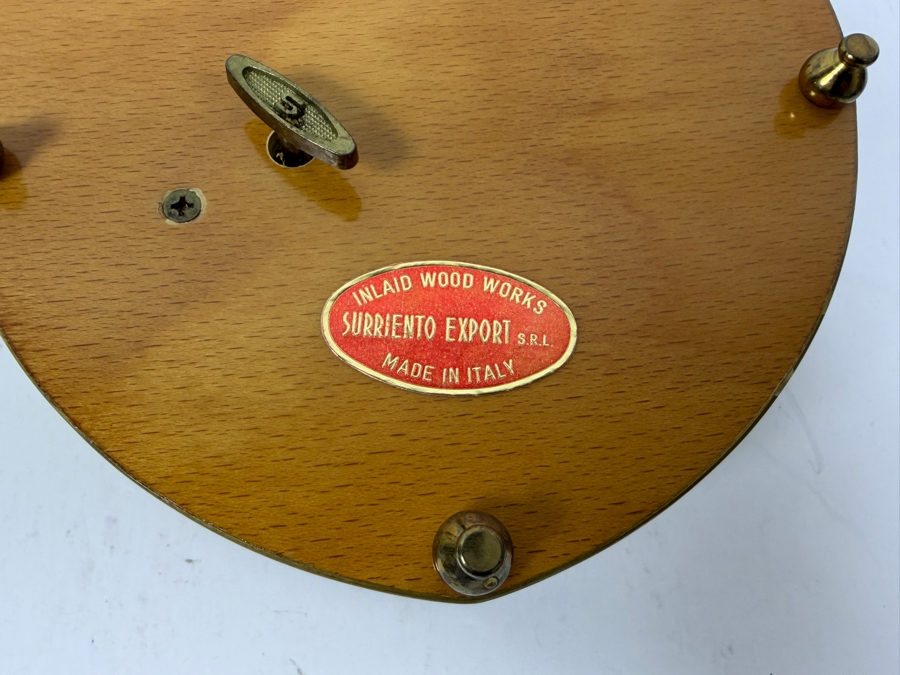 INLAID WOOD WORKS
SURRIENTO EXPORT S.R.L.
MADE IN ITALY